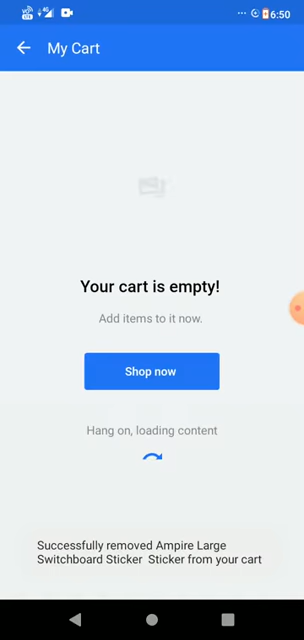 4G 6:50
My Cart
Your cart is empty!
Add items to it now.
Shop now
Hang on, loading content
Successfully removed Ampire Large
Switchboard Sticker Sticker from your cart